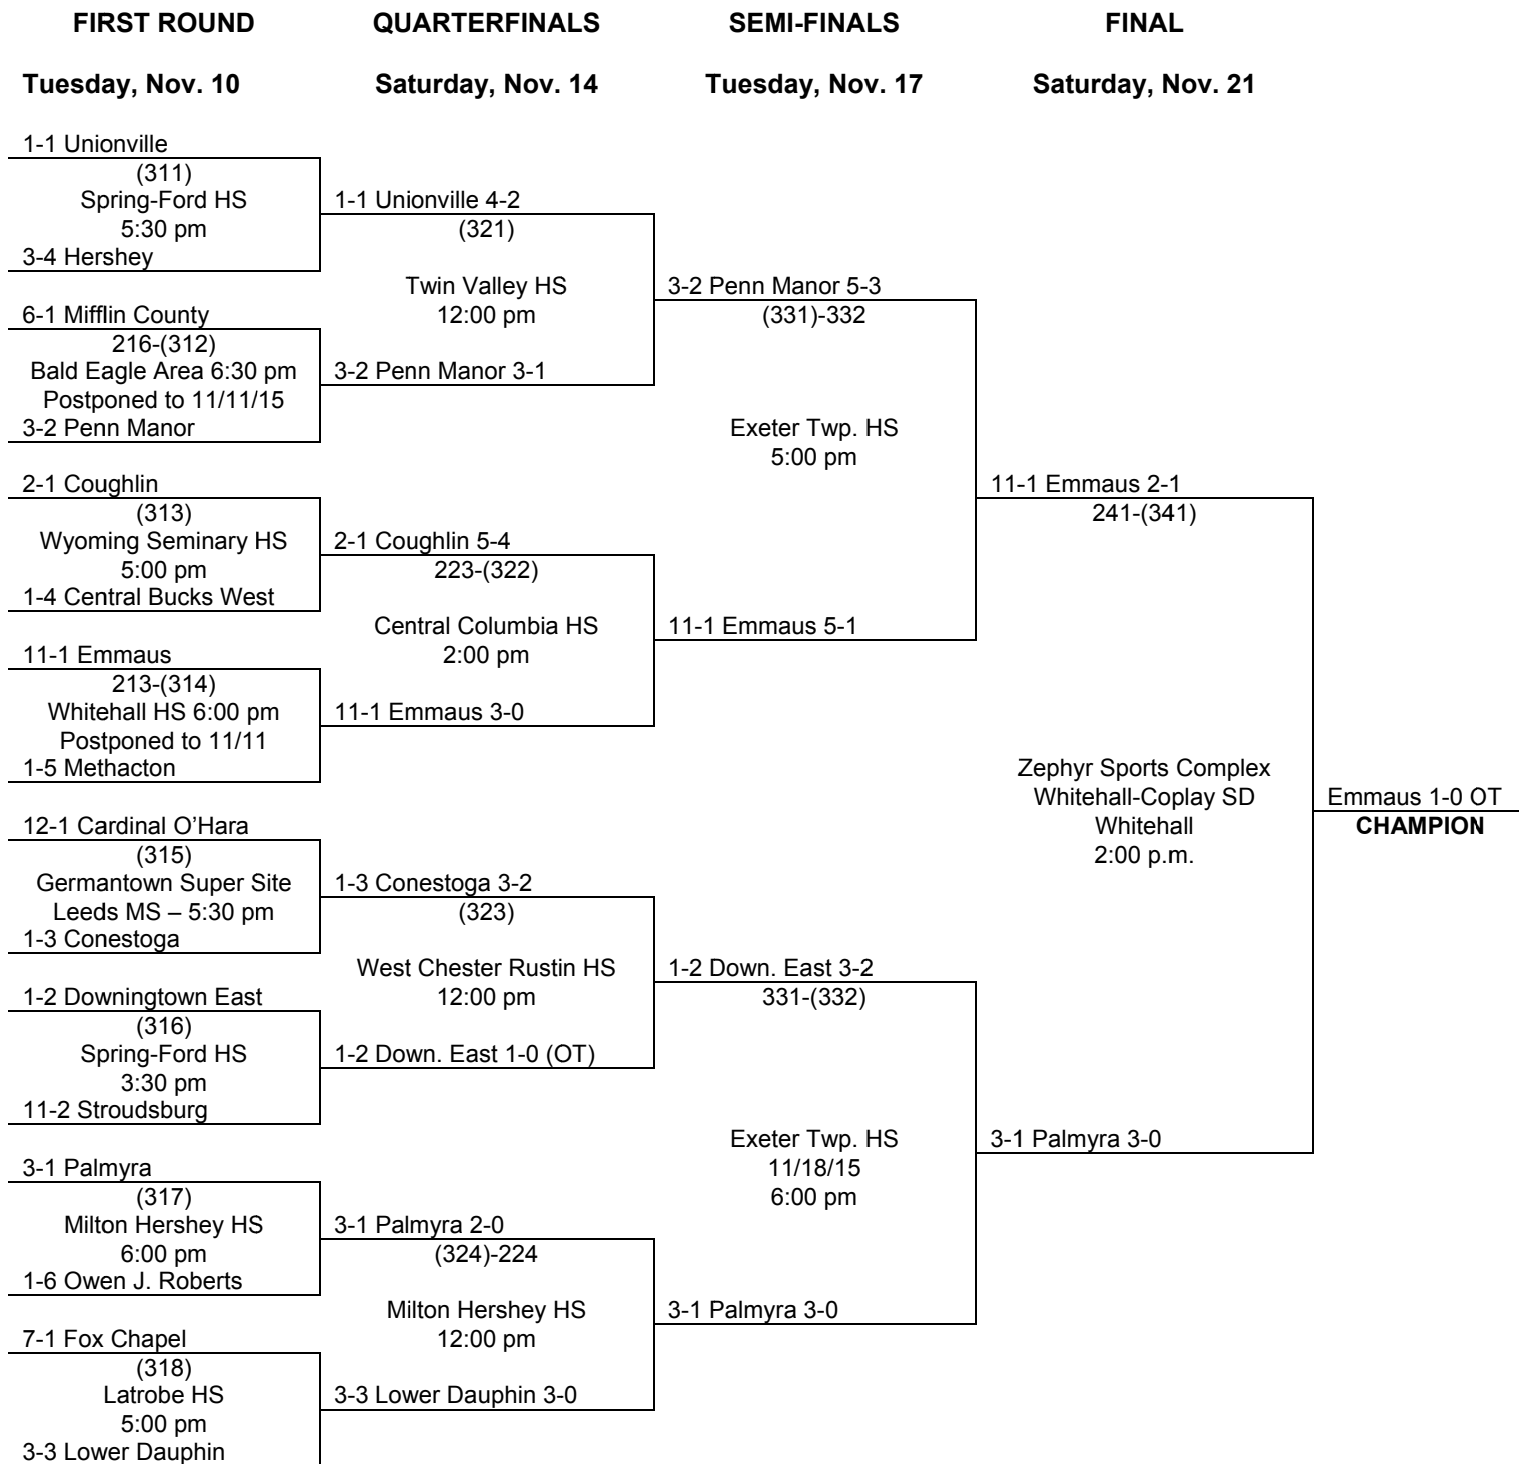 FIRST ROUND
Tuesday, Nov. 10
1-1 Unionville
(311)
Spring-Ford HS
5:30 pm
3-4 Hershey
6-1 Mifflin County
216-(312)
Bald Eagle Area 6:30 pm
Postponed to 11/11/15
3-2 Penn Manor
2-1 Coughlin
(313)
Wyoming Seminary HS
5:00 pm
1-4 Central Bucks West
11-1 Emmaus
213-(314)
Whitehall HS 6:00 pm
Postponed to 11/11
1-5 Methacton
12-1 Cardinal O’Hara
(315)
Germantown Super Site
Leeds MS – 5:30 pm
1-3 Conestoga
1-2 Downingtown East
(316)
Spring-Ford HS
3:30 pm
11-2 Stroudsburg
3-1 Palmyra
(317)
Milton Hershey HS
6:00 pm
1-6 Owen J. Roberts
7-1 Fox Chapel
(318)
Latrobe HS
5:00 pm
3-3 Lower Dauphin
QUARTERFINALS
Saturday, Nov. 14
1-1 Unionville 4-2
(321)
Twin Valley HS
12:00 pm
3-2 Penn Manor 3-1
2-1 Coughlin 5-4
223-(322)
Central Columbia HS
2:00 pm
11-1 Emmaus 3-0
1-3 Conestoga 3-2
(323)
West Chester Rustin HS
12:00 pm
1-2 Down. East 1-0 (OT)
3-1 Palmyra 2-0
(324)-224
Milton Hershey HS
12:00 pm
3-3 Lower Dauphin 3-0
SEMI-FINALS
Tuesday, Nov. 17
3-2 Penn Manor 5-3
(331)-332
Exeter Twp. HS
5:00 pm
11-1 Emmaus 5-1
1-2 Down. East 3-2
331-(332)
Exeter Twp. HS
11/18/15
6:00 pm
3-1 Palmyra 3-0
FINAL
Saturday, Nov. 21
11-1 Emmaus 2-1
241-(341)
Zephyr Sports Complex
Whitehall-Coplay SD
Whitehall
2:00 p.m.
3-1 Palmyra 3-0
Emmaus 1-0 OT
CHAMPION